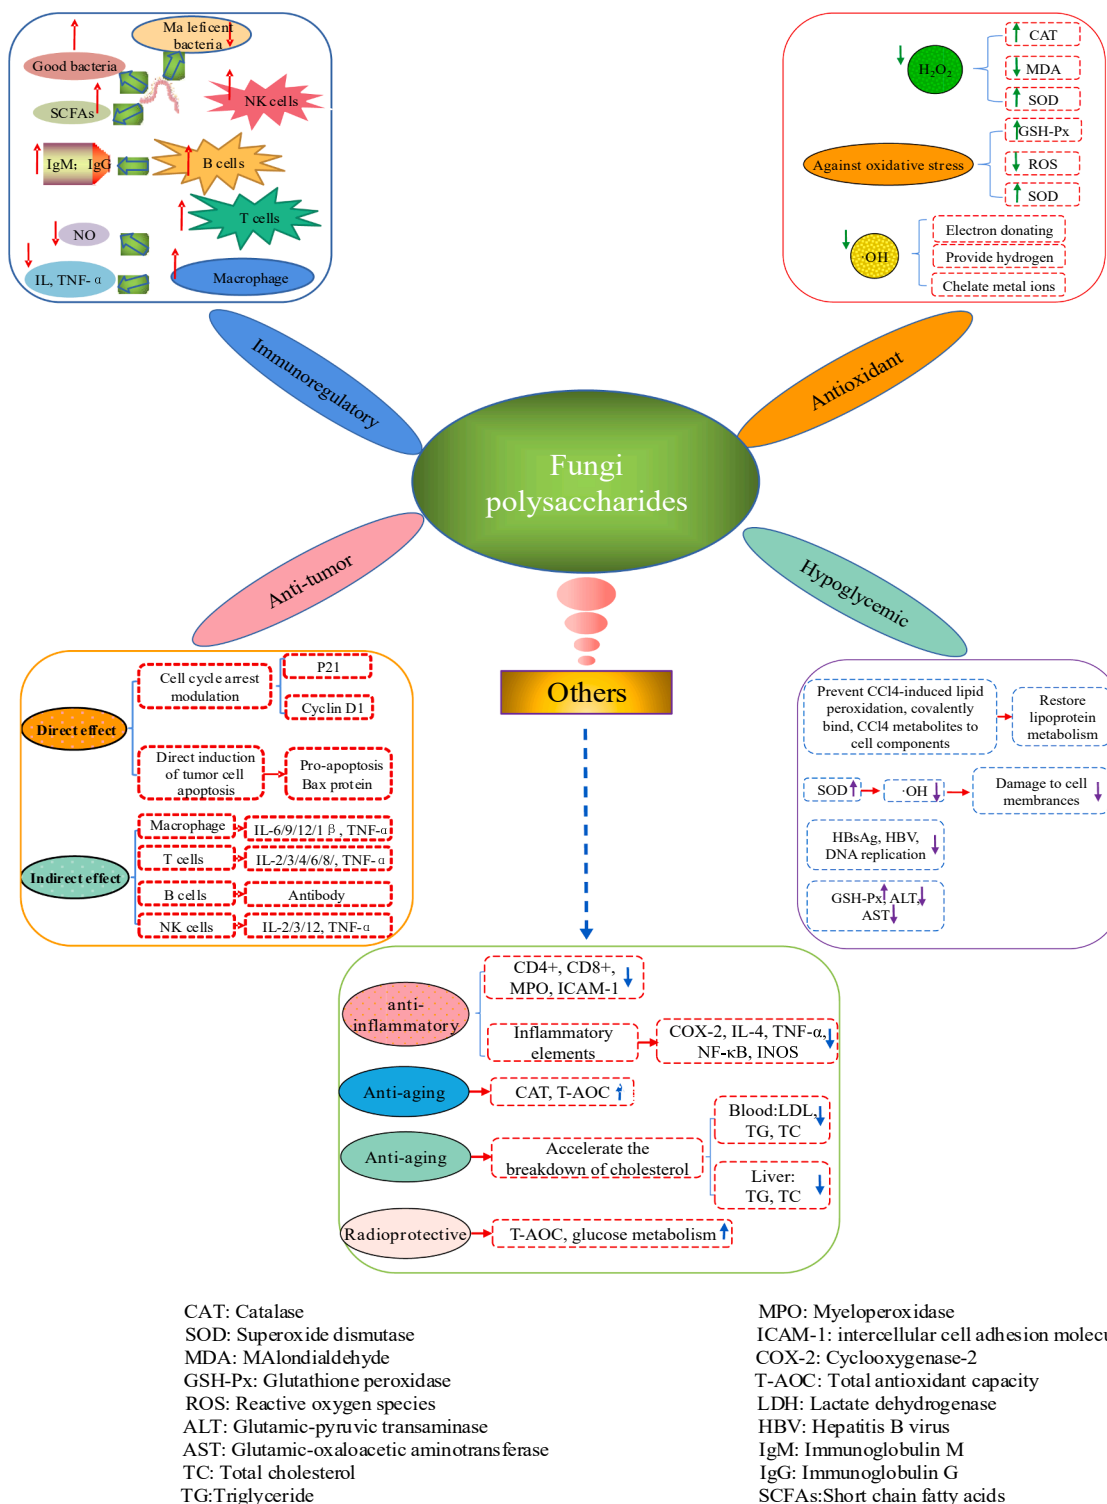 Maleficent
bacteria
Good bacteria
SCFAs
NK cells
IgM; IgG
B cells
T cells
NO
IL, TNF-α
Macrophage
H₂O₂
CAT
MDA
SOD
Against oxidative stress
GSH-Px
ROS
SOD
·OH
Electron donating
Provide hydrogen
Chelate metal ions
Immunoregulatory
Antioxidant
Fungi
polysaccharides
Anti-tumor
Hypoglycemic
Others
Direct effect
Cell cycle arrest
modulation
P21
Cyclin D1
Direct induction
of tumor cell
apoptosis
Pro-apoptosis
Bax protein
Indirect effect
Macrophage
IL-6/9/12/1β, TNF-α
T cells
IL-2/3/4/6/8/, TNF-α
B cells
Antibody
NK cells
IL-2/3/12, TNF-α
Prevent CCl4-induced lipid
peroxidation, covalently
bind, CCl4 metabolites to
cell components
Restore
lipoprotein
metabolism
SOD
·OH
Damage to cell
membrances
HBsAg, HBV,
DNA replication
GSH-Px, ALT,
AST
anti-
inflammatory
CD4+, CD8+,
MPO, ICAM-1
Inflammatory
elements
COX-2, IL-4, TNF-α,
NF-κB, INOS
Anti-aging
CAT, T-AOC
Anti-aging
Accelerate the
breakdown of cholesterol
Blood:LDL,
TG, TC
Liver:
TG, TC
Radioprotective
T-AOC, glucose metabolism
CAT: Catalase
SOD: Superoxide dismutase
MDA: MAlondialdehyde
GSH-Px: Glutathione peroxidase
ROS: Reactive oxygen species
ALT: Glutamic-pyruvic transaminase
AST: Glutamic-oxaloacetic aminotransferase
TC: Total cholesterol
TG:Triglyceride
MPO: Myeloperoxidase
ICAM-1: intercellular cell adhesion molecu
COX-2: Cyclooxygenase-2
T-AOC: Total antioxidant capacity
LDH: Lactate dehydrogenase
HBV: Hepatitis B virus
IgM: Immunoglobulin M
IgG: Immunoglobulin G
SCFAs:Short chain fatty acids